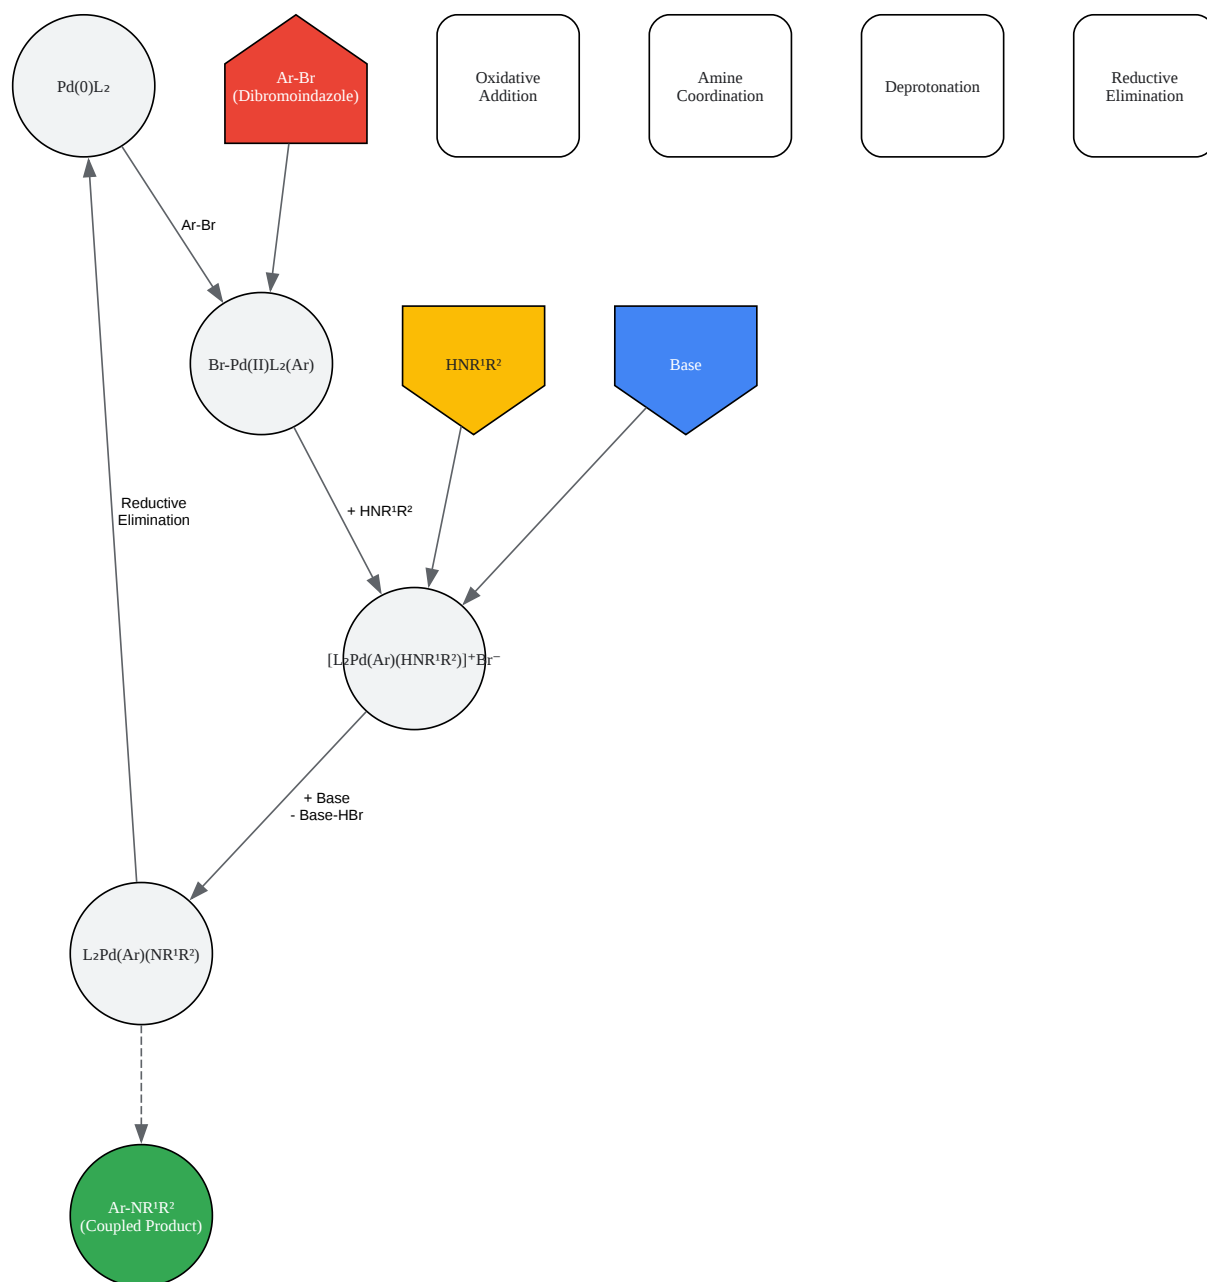 Pd(0)L₂
Ar-Br
(Dibromoindazole)
Oxidative
Addition
Amine
Coordination
Deprotonation
Reductive
Elimination
Ar-Br
Br-Pd(II)L₂(Ar)
HNR¹R²
Base
Reductive
Elimination
+ HNR¹R²
[L₂Pd(Ar)(HNR¹R²)]⁺Br⁻
+ Base
- Base-HBr
L₂Pd(Ar)(NR¹R²)
Ar-NR¹R²
(Coupled Product)